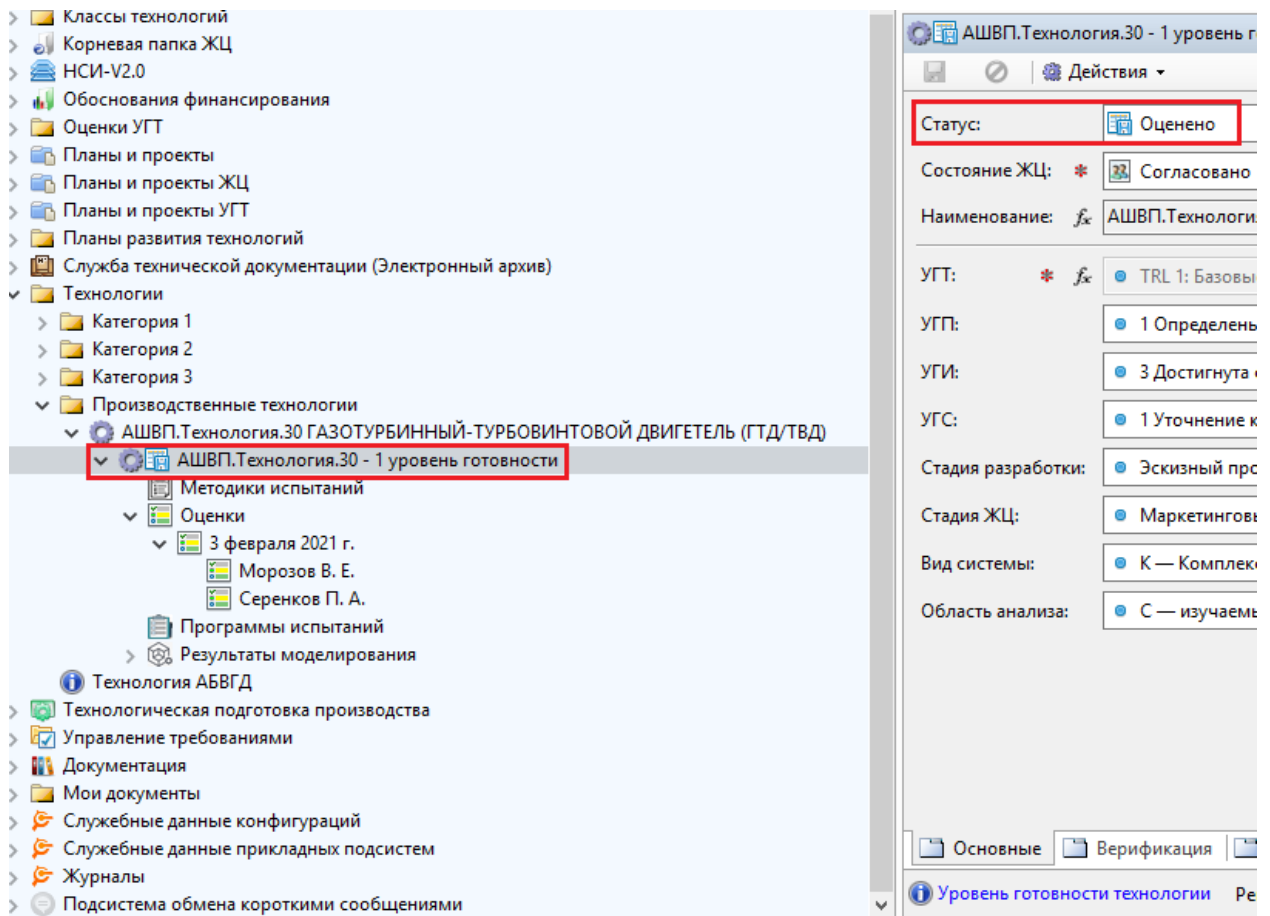 Классы технологий
Корневая папка ЖЦ
НСИ-V2.0
Обоснования финансирования
Оценки УГТ
Планы и проекты
Планы и проекты ЖЦ
Планы и проекты УГТ
Планы развития технологий
Служба технической документации (Электронный архив)
Технологии
Категория 1
Категория 2
Категория 3
Производственные технологии
АШВП.Технология.30 ГАЗОТУРБИННЫЙ-ТУРБОВИНТОВОЙ ДВИГЕТЕЛЬ (ГТД/ТВД)
АШВП.Технология.30 - 1 уровень готовности
Методики испытаний
Оценки
3 февраля 2021 г.
Морозов В. Е.
Серенков П. А.
Программы испытаний
Результаты моделирования
Технология АБВГД
Технологическая подготовка производства
Управление требованиями
Документация
Мои документы
Служебные данные конфигураций
Служебные данные прикладных подсистем
Журналы
Подсистема обмена короткими сообщениями
АШВП.Технология.30 - 1 уровень г
Действия
Статус: Оценено
Состояние ЖЦ: * Согласовано
Наименование: fx АШВП.Технологи
УГТ: * fx TRL 1: Базовы
УГП: 1 Определень
УГИ: 3 Достигнута
УГС: 1 Уточнение к
Стадия разработки: Эскизный про
Стадия ЖЦ: Маркетингов
Вид системы: К — Комплек
Область анализа: С — изучаемь
Основные Верификация
Уровень готовности технологии Ре